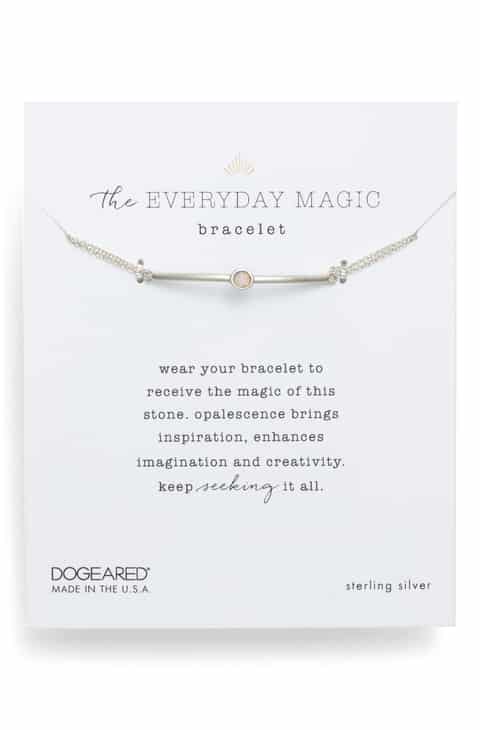 the EVERYDAY MAGIC
bracelet
wear your bracelet to
receive the magic of this
stone. opalescence brings
inspiration, enhances
imagination and creativity.
keep seeking it all.
DOGEARED®
MADE IN THE U.S.A.
sterling silver